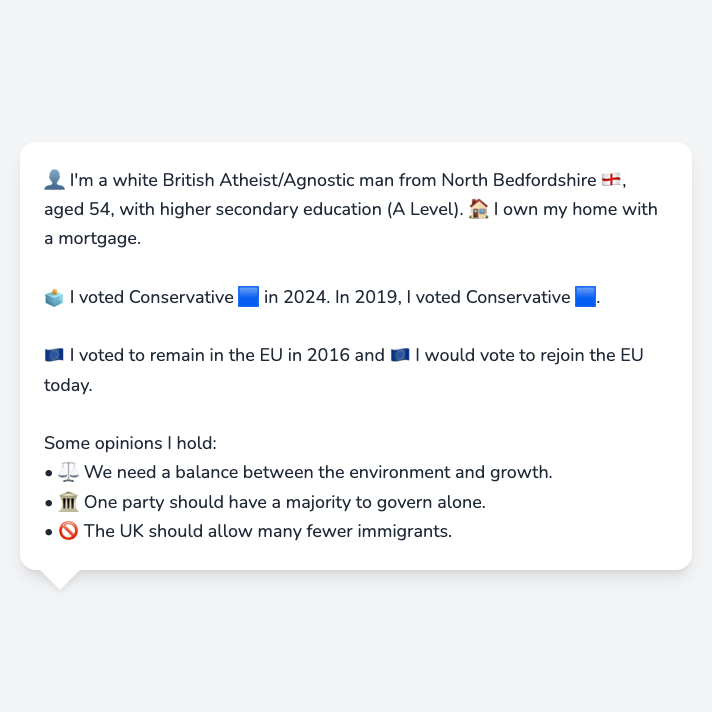 👤 I'm a white British Atheist/Agnostic man from North Bedfordshire 🏴󠁧󠁢󠁥󠁮󠁧󠁿,
aged 54, with higher secondary education (A Level). 🏠 I own my home with
a mortgage.
🗳️ I voted Conservative 🟦 in 2024. In 2019, I voted Conservative 🟦.
🇪🇺 I voted to remain in the EU in 2016 and 🇪🇺 I would vote to rejoin the EU
today.
Some opinions I hold:
• ⚖️ We need a balance between the environment and growth.
• 🏛️ One party should have a majority to govern alone.
• 🚫 The UK should allow many fewer immigrants.